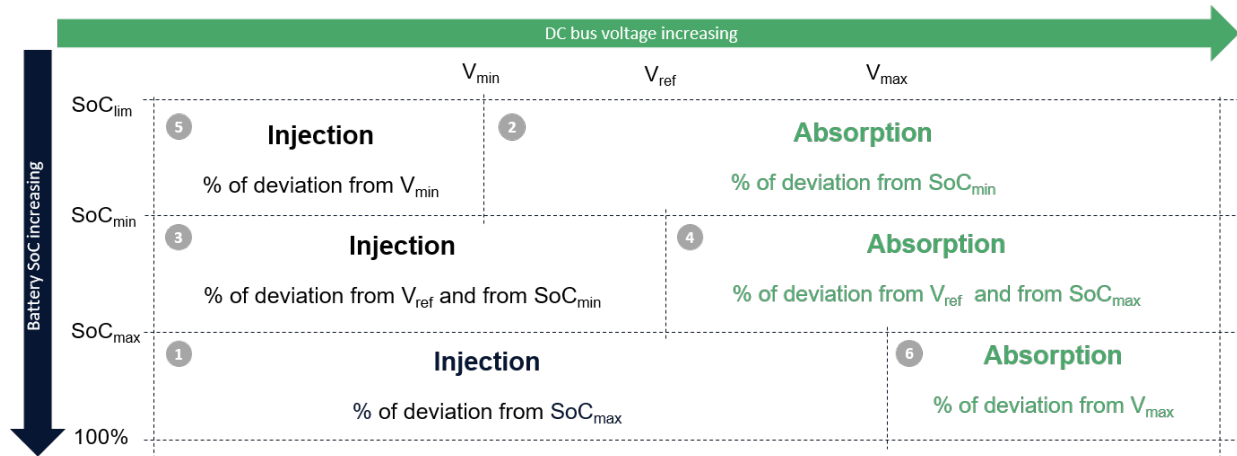 DC bus voltage increasing
Battery SoC increasing
Vmin
Vref
Vmax
SoClim
5
Injection
% of deviation from Vmin
2
Absorption
% of deviation from SoCmin
SoCmin
3
Injection
% of deviation from Vref and from SoCmin
4
Absorption
% of deviation from Vref and from SoCmax
SoCmax
1
Injection
% of deviation from SoCmax
6
Absorption
% of deviation from Vmax
100%